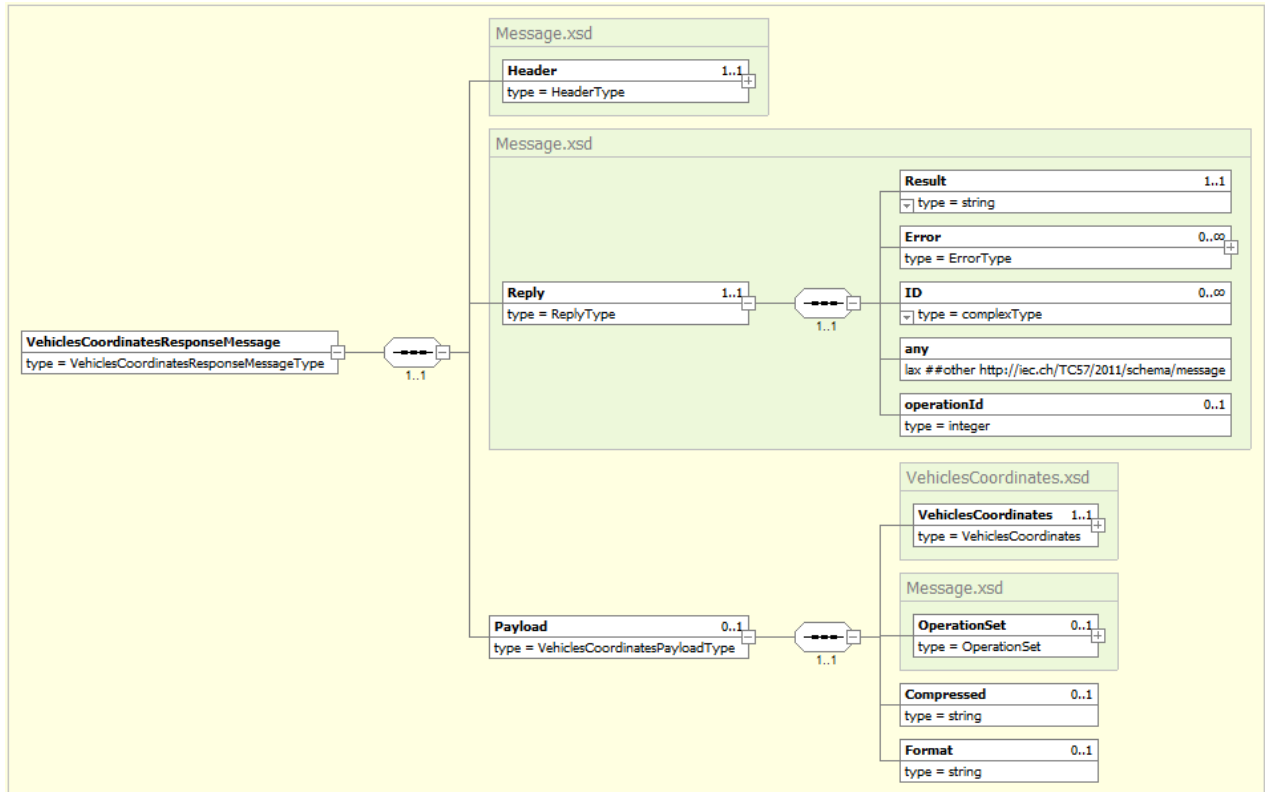 Message.xsd
Header 1..1
type = HeaderType
Message.xsd
Result 1..1
type = string
Error 0..∞
type = ErrorType
Reply 1..1
type = ReplyType
1..1
ID 0..∞
type = complexType
any
lax ##other http://iec.ch/TC57/2011/schema/message
operationId 0..1
type = integer
VehiclesCoordinatesResponseMessage
type = VehiclesCoordinatesResponseMessageType
1..1
VehiclesCoordinates.xsd
VehiclesCoordinates 1..1
type = VehiclesCoordinates
Message.xsd
Payload 0..1
type = VehiclesCoordinatesPayloadType
1..1
OperationSet 0..1
type = OperationSet
Compressed 0..1
type = string
Format 0..1
type = string